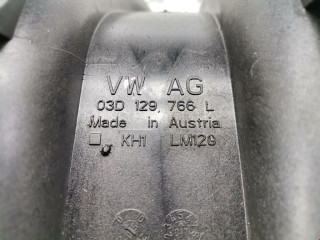 VW AG
03D 129 766 L
Made in Austria
KH1 LM129